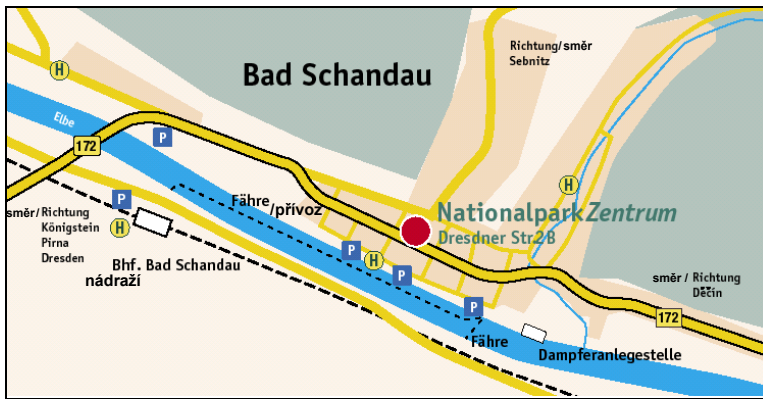 Richtung/směr
Sebnitz
Bad Schandau
H
Elbe
P
172
H
P
Fähre/přívoz
NationalparkZentrum
Dresdner Str.2B
směr/Richtung
Königstein
Pirna
Dresden
H
P
H
P
Bhf. Bad Schandau
nádraží
směr/Richtung
Děčín
P
172
Fähre
Dampferanlegestelle